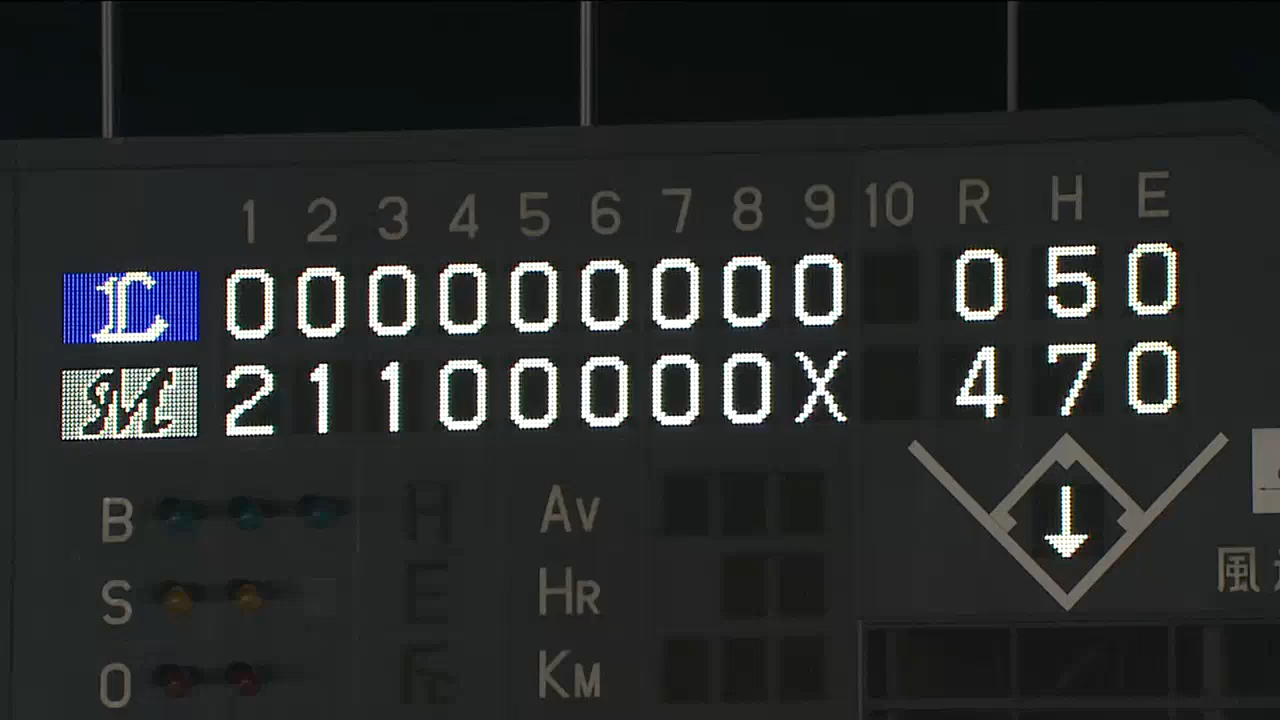 1 2 3 4 5 6 7 8 9 10 R H E
L 0 0 0 0 0 0 0 0 0 0 5 0
M 2 1 1 0 0 0 0 0 X 4 7 0
B H Av
S E Hr
O Fc Km
風